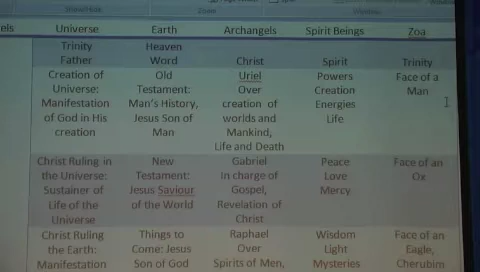 Show/Hide
Zoom
Window
els
Universe
Earth
Archangels
Spirit Beings
Zoa
Trinity
Father
Heaven
Word
Christ
Spirit
Trinity
Creation of
Universe:
Manifestation
of God in His
creation
Old
Testament:
Man's History,
Jesus Son of
Man
Uriel
Over
creation of
worlds and
Mankind,
Life and Death
Powers
Creation
Energies
Life
Face of a
Man
Christ Ruling in
the Universe:
Sustainer of
Life of the
Universe
New
Testament:
Jesus Saviour
of the World
Gabriel
In charge of
Gospel,
Revelation of
Christ
Peace
Love
Mercy
Face of an
Ox
Christ Ruling
the Earth:
Manifestation
Things to
Come: Jesus
Son of God
Raphael
Over
Spirits of Men,
Wisdom
Light
Mysteries
Face of an
Eagle,
Cherubim